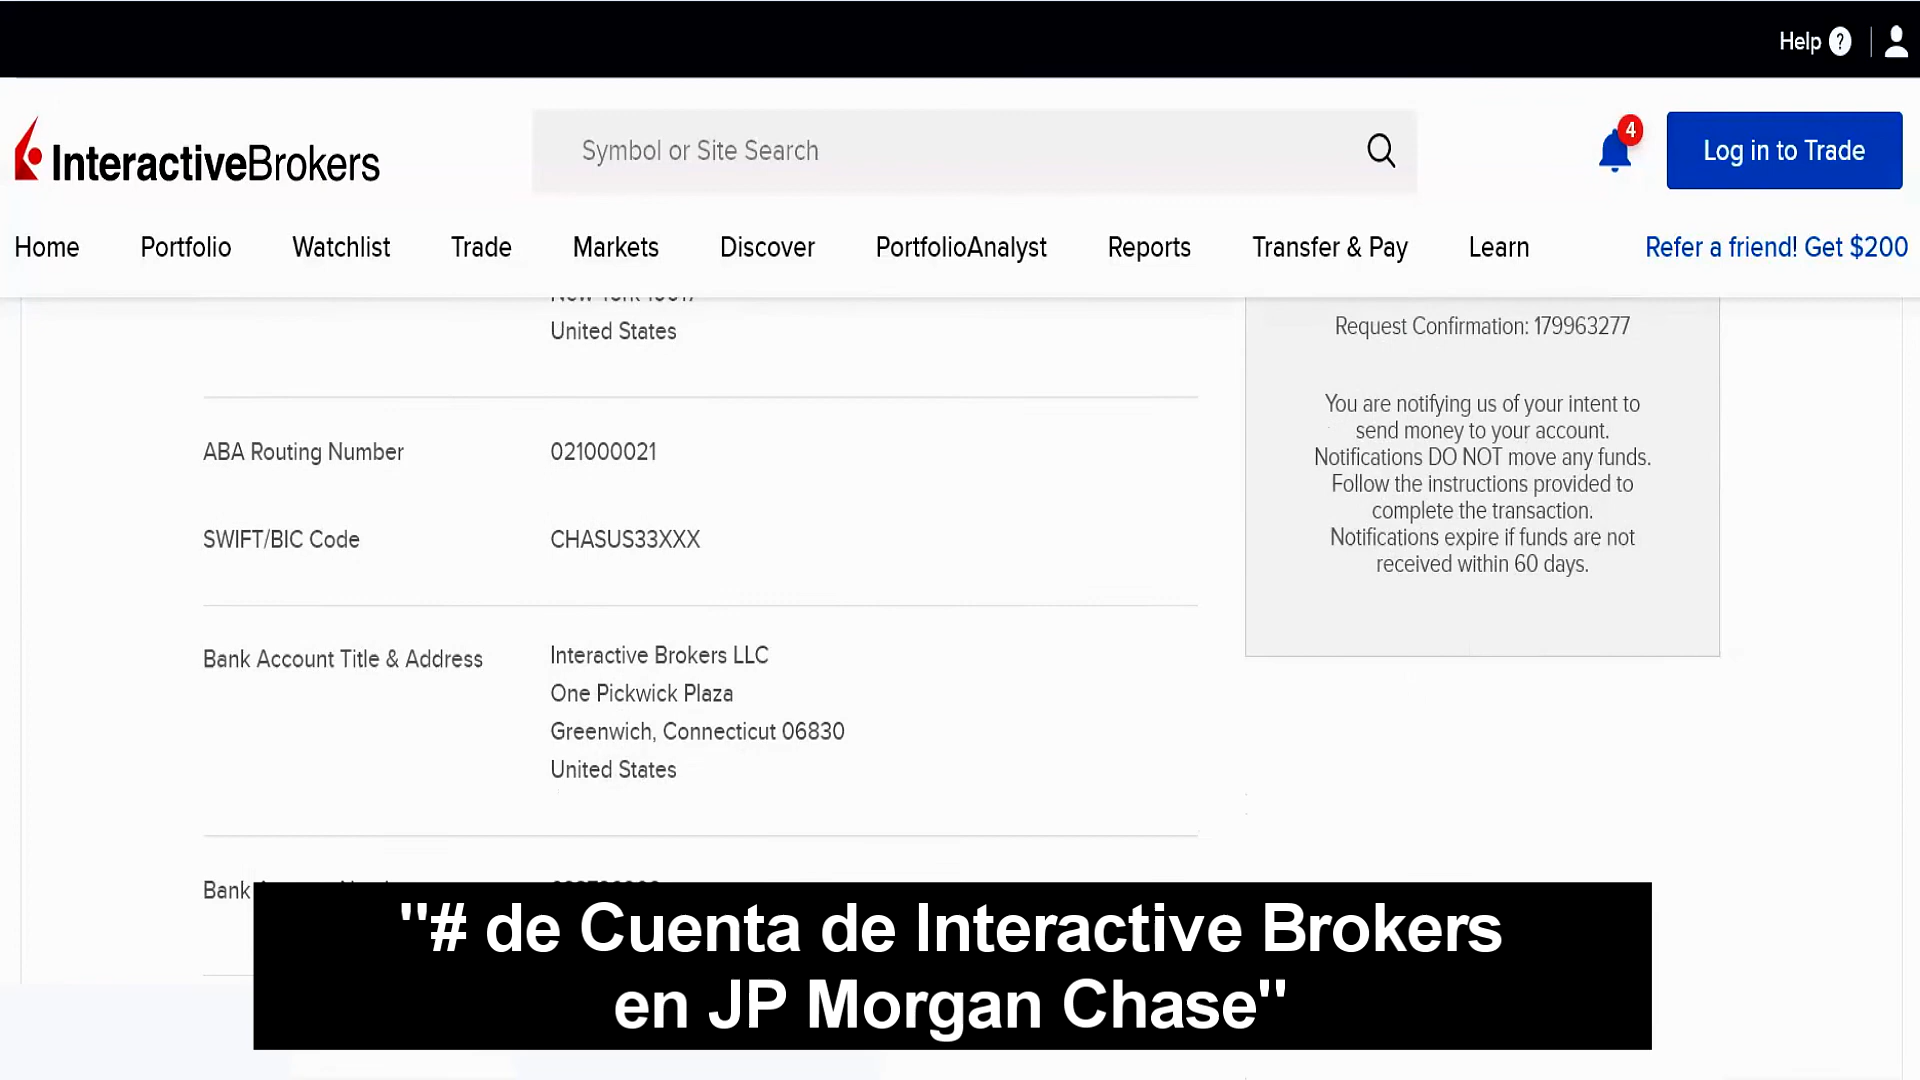 Help ?
InteractiveBrokers
Symbol or Site Search
4
Log in to Trade
Home Portfolio Watchlist Trade Markets Discover PortfolioAnalyst Reports Transfer & Pay Learn Refer a friend! Get $200
United States
Request Confirmation: 179963277
You are notifying us of your intent to
send money to your account.
Notifications DO NOT move any funds.
Follow the instructions provided to
complete the transaction.
Notifications expire if funds are not
received within 60 days.
ABA Routing Number 021000021
SWIFT/BIC Code CHASUS33XXX
Bank Account Title & Address Interactive Brokers LLC
One Pickwick Plaza
Greenwich, Connecticut 06830
United States
Bank
"# de Cuenta de Interactive Brokers
en JP Morgan Chase"